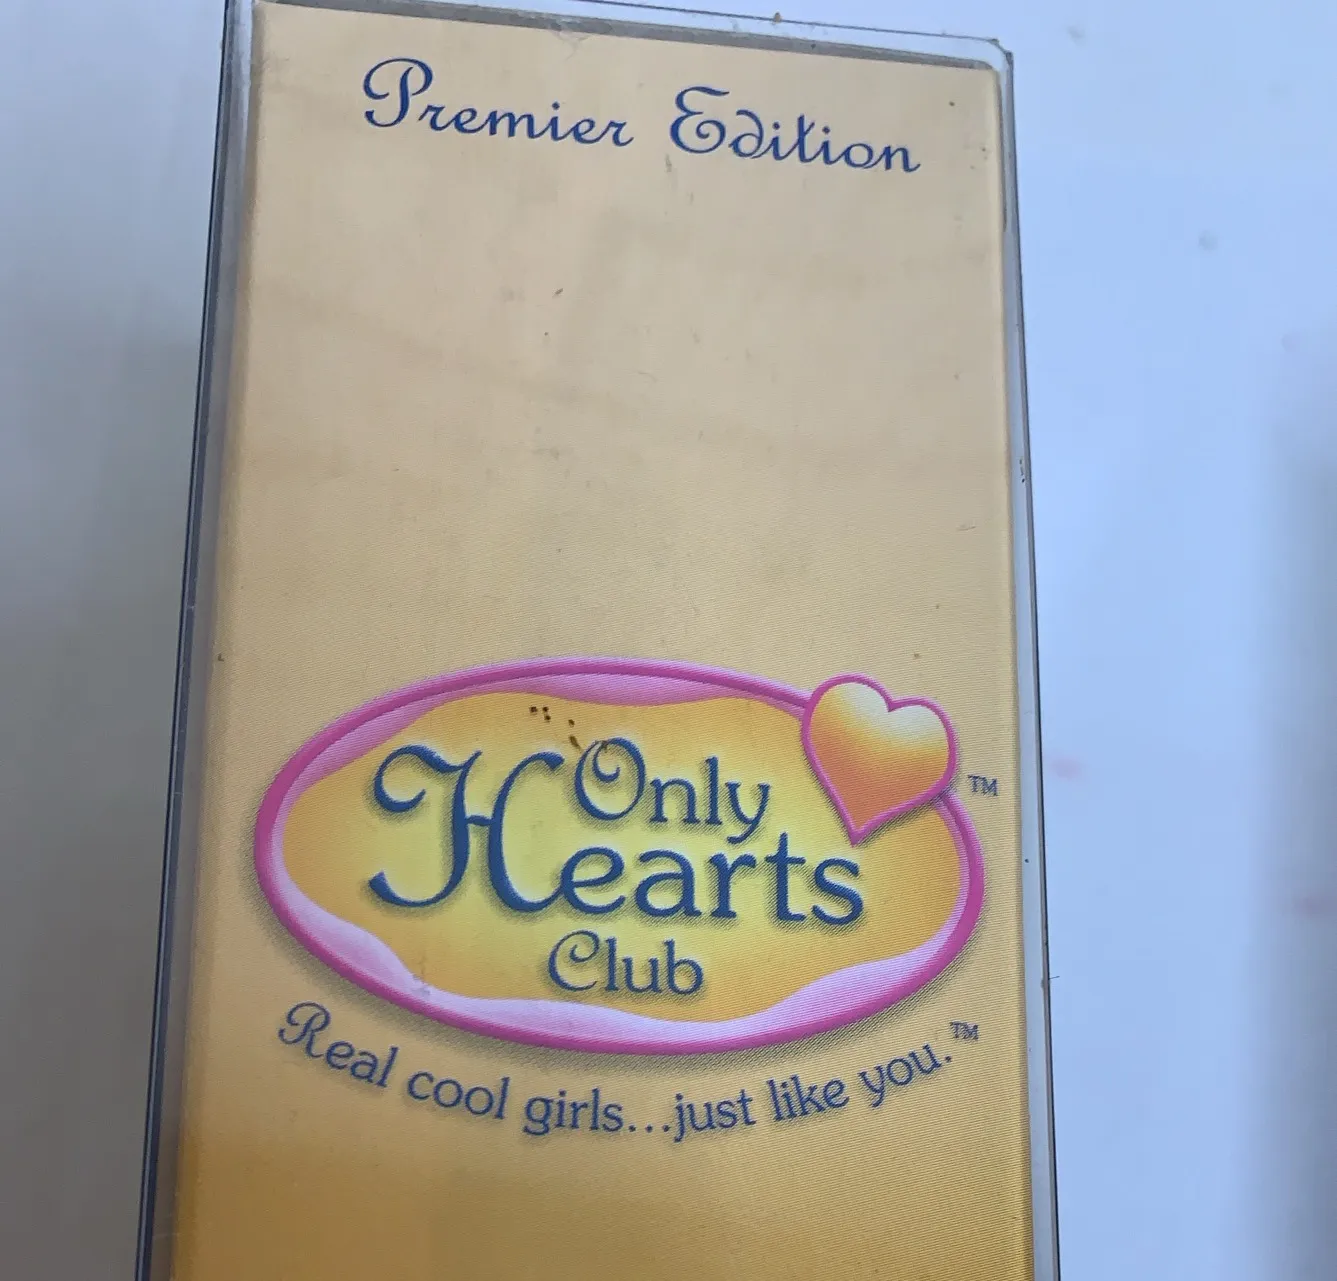 Premier Edition
Only
Hearts
™
Club
Real cool girls...just like you.™